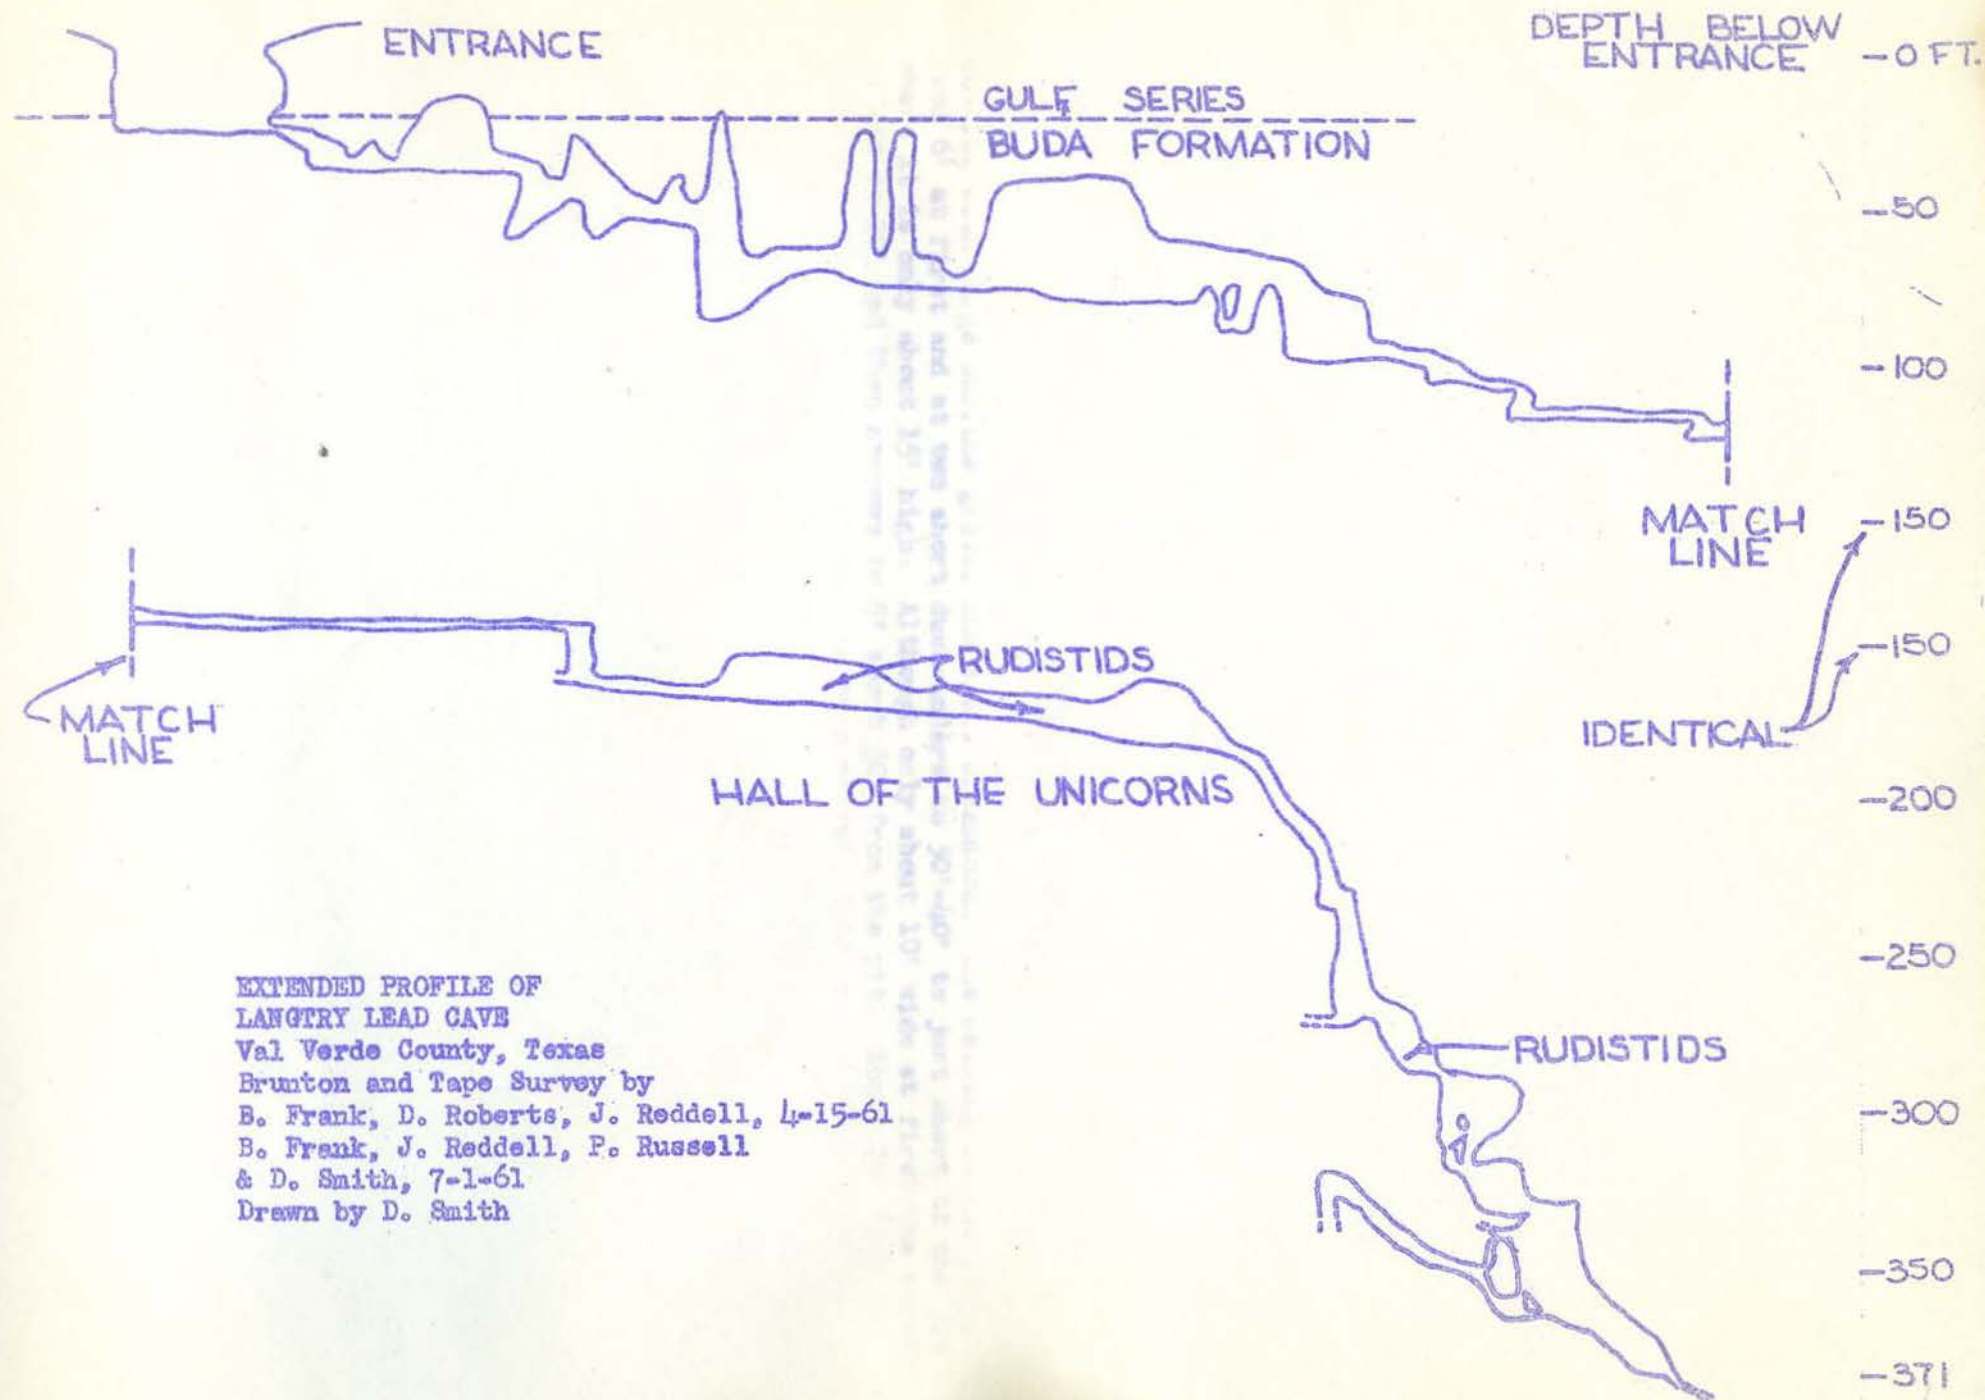 ENTRANCE
DEPTH BELOW
ENTRANCE
-0 FT.
GULF SERIES
BUDA FORMATION
-50
-100
MATCH
LINE
-150
-150
IDENTICAL
RUDISTIDS
MATCH
LINE
HALL OF THE UNICORNS
-200
-250
RUDISTIDS
-300
-350
-371
EXTENDED PROFILE OF
LANGTRY LEAD CAVE
Val Verde County, Texas
Brunton and Tape Survey by
B. Frank, D. Roberts, J. Reddell, 4-15-61
B. Frank, J. Reddell, P. Russell
& D. Smith, 7-1-61
Drawn by D. Smith